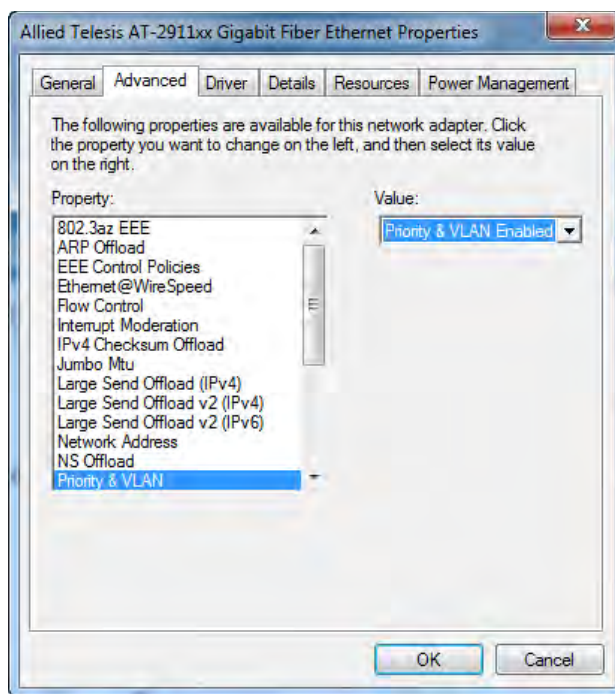 Allied Telesis AT-2911xx Gigabit Fiber Ethernet Properties
General Advanced Driver Details Resources Power Management
The following properties are available for this network adapter. Click
the property you want to change on the left, and then select its value
on the right.
Property:
Value:
802.3az EEE
ARP Offload
EEE Control Policies
Ethernet@WireSpeed
Flow Control
Interrupt Moderation
IPv4 Checksum Offload
Jumbo Mtu
Large Send Offload (IPv4)
Large Send Offload v2 (IPv4)
Large Send Offload v2 (IPv6)
Network Address
NS Offload
Priority & VLAN
Priority & VLAN Enabled
OK
Cancel